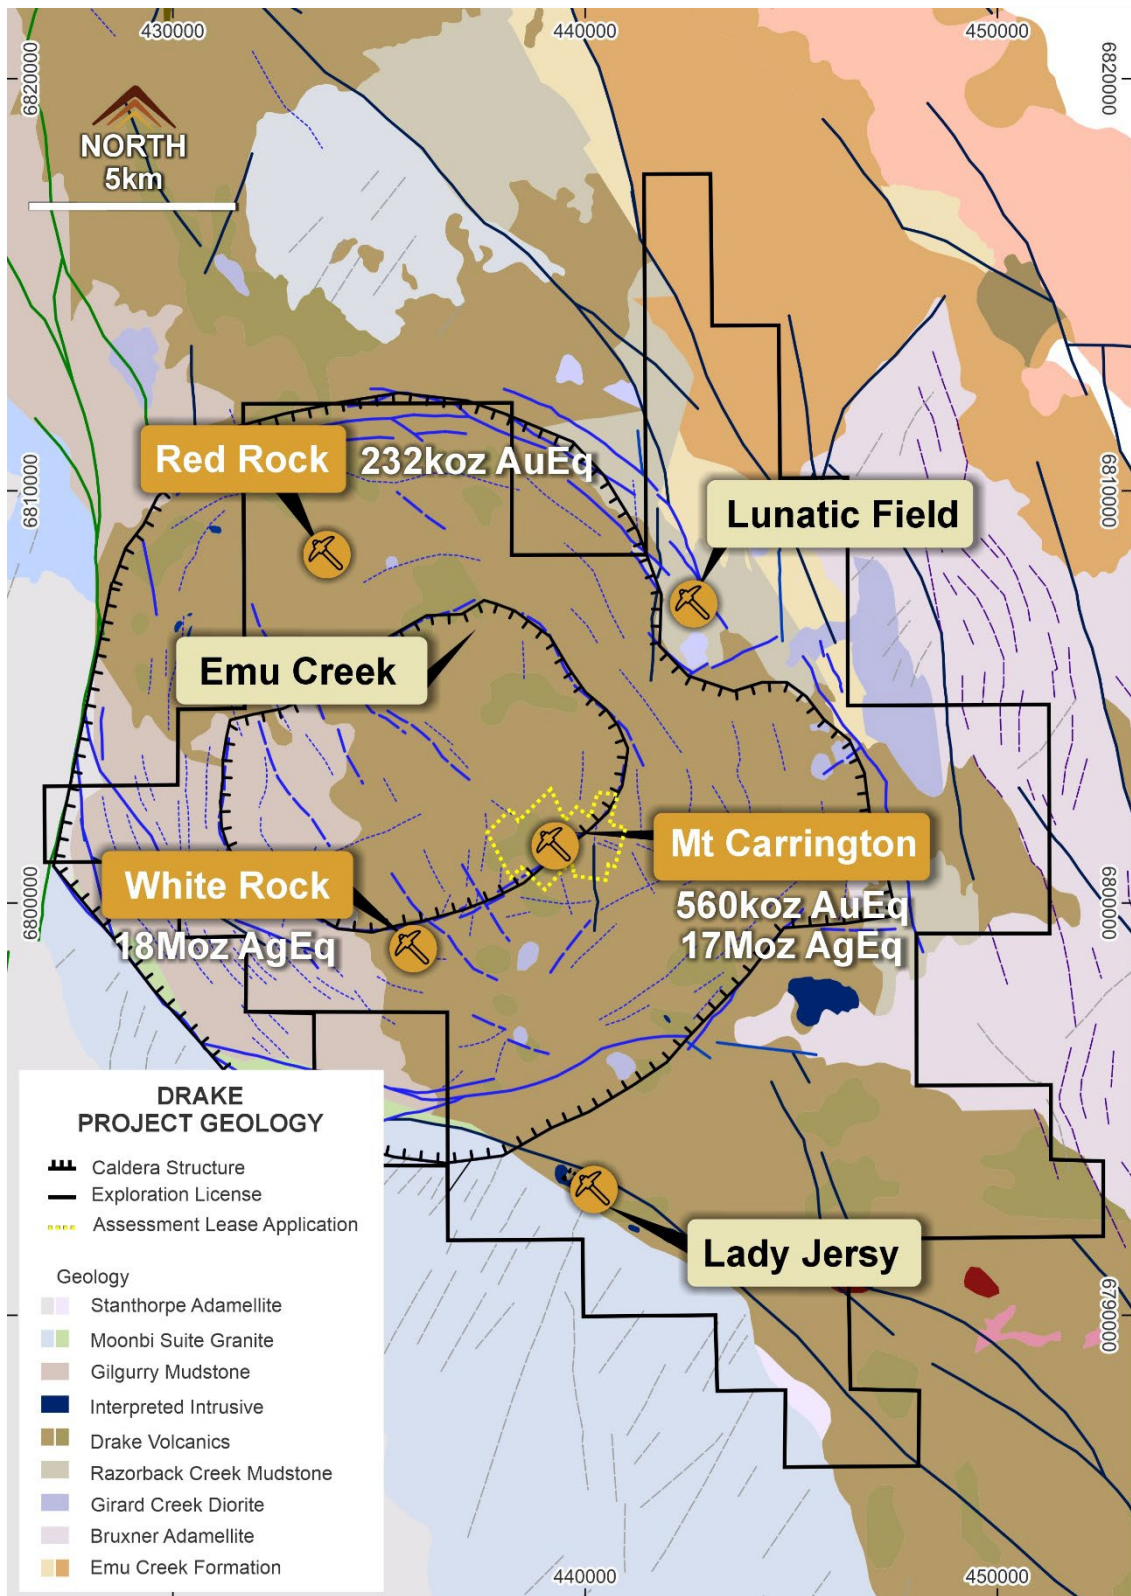 430000
440000
450000
6820000
6820000
NORTH
5km
Red Rock
232koz AuEq
6810000
6810000
Lunatic Field
Emu Creek
Mt Carrington
560koz AuEq
17Moz AgEq
White Rock
18Moz AgEq
6800000
6800000
DRAKE
PROJECT GEOLOGY
Caldera Structure
Exploration License
Assessment Lease Application
Geology
Stanthorpe Adamellite
Moonbi Suite Granite
Gilgurry Mudstone
Interpreted Intrusive
Drake Volcanics
Razorback Creek Mudstone
Girard Creek Diorite
Bruxner Adamellite
Emu Creek Formation
Lady Jersy
6790000
440000
450000